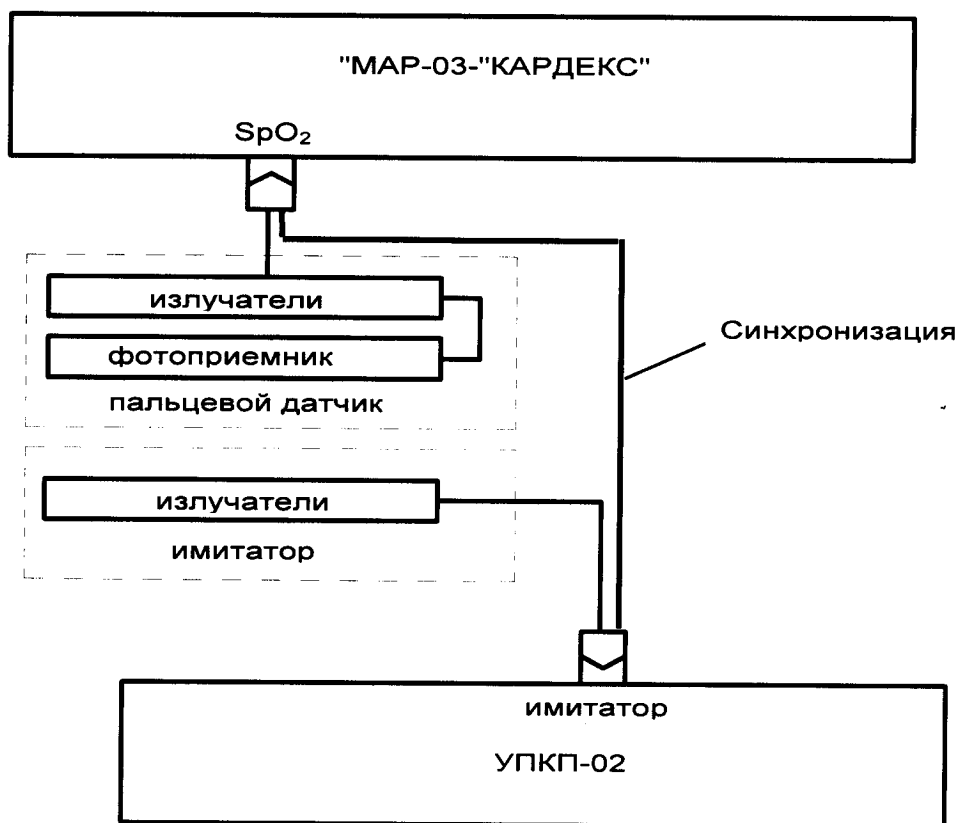 "МАР-03-"КАРДЕКС"
SpO₂
излучатели
фотоприемник
пальцевой датчик
Синхронизация
излучатели
имитатор
имитатор
УПКП-02